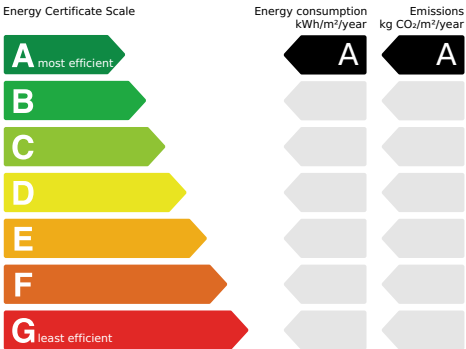 Energy Certificate Scale
Energy consumption
kWh/m²/year
Emissions
kg CO₂/m²/year
A most efficient
A
A
B
C
D
E
F
G least efficient